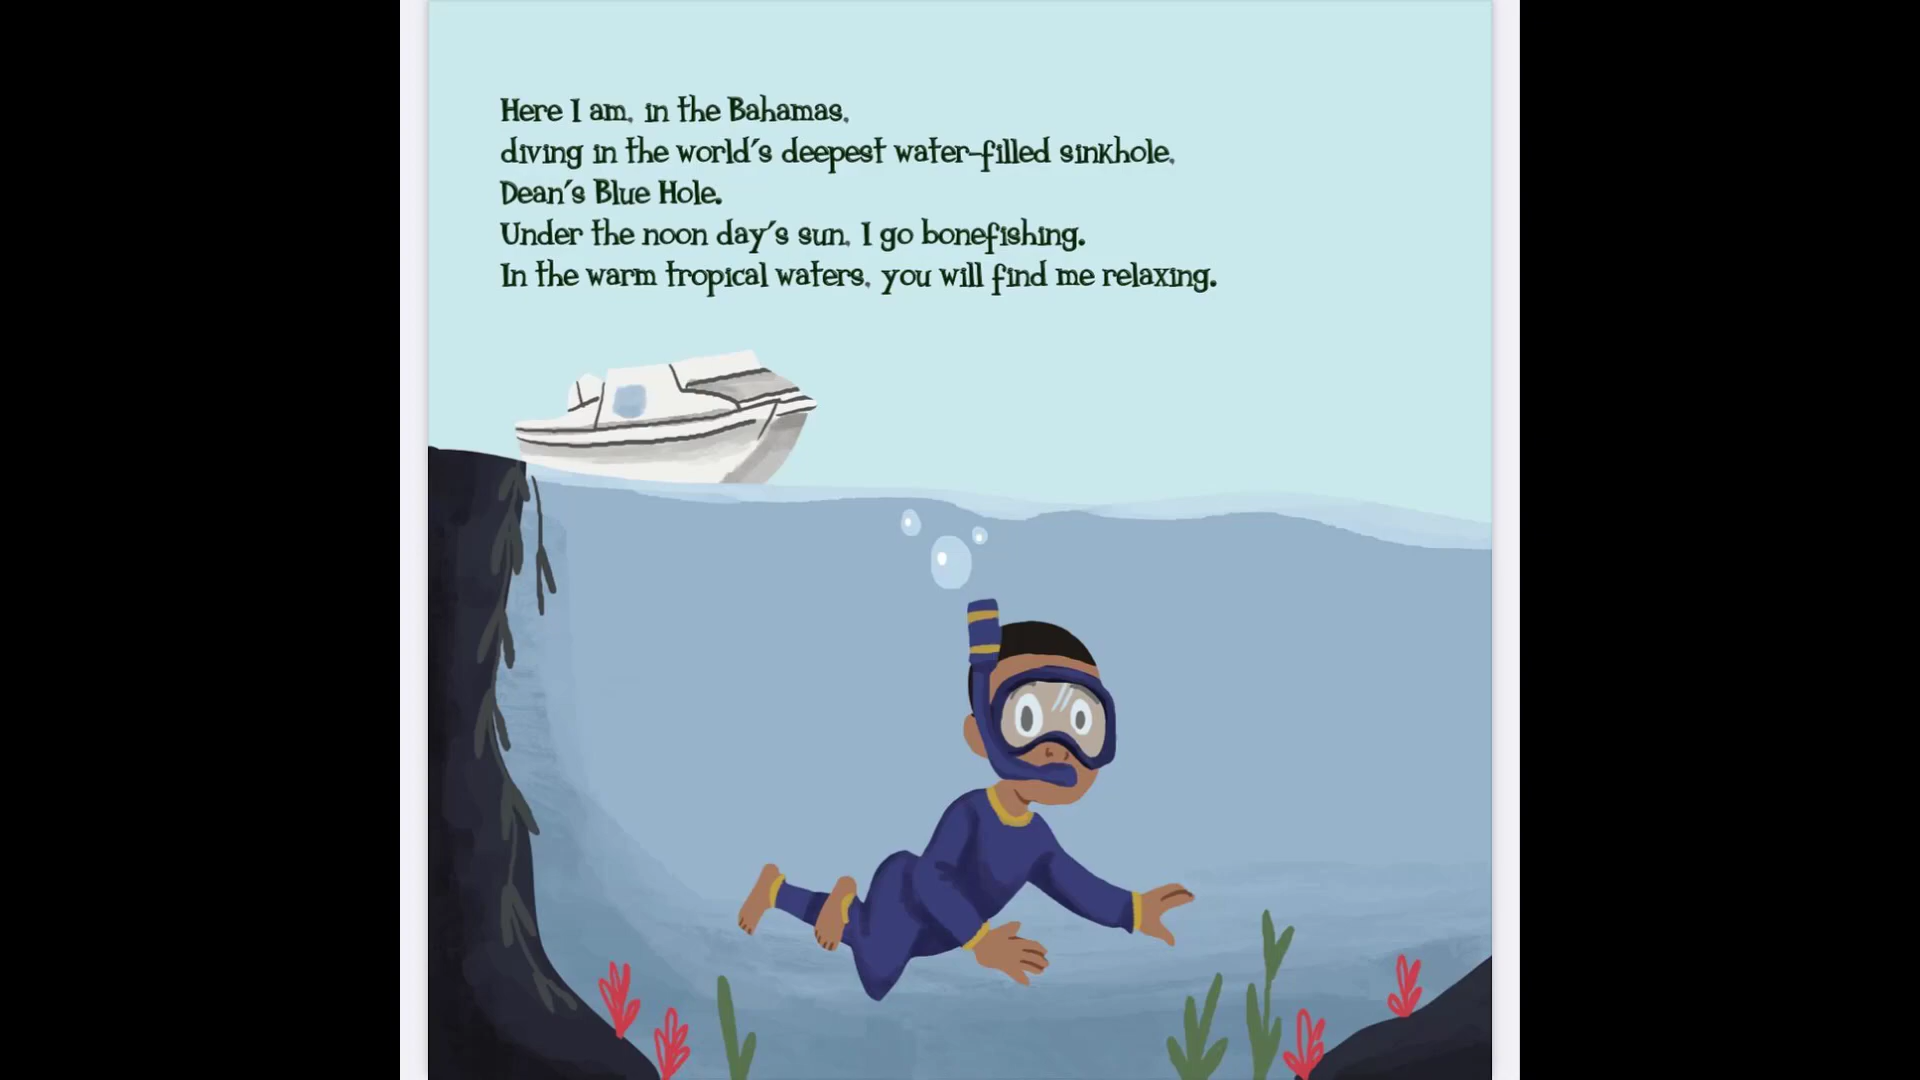 Here I am, in the Bahamas,
diving in the world's deepest water-filled sinkhole,
Dean's Blue Hole.
Under the noon day's sun, I go bonefishing.
In the warm tropical waters, you will find me relaxing.